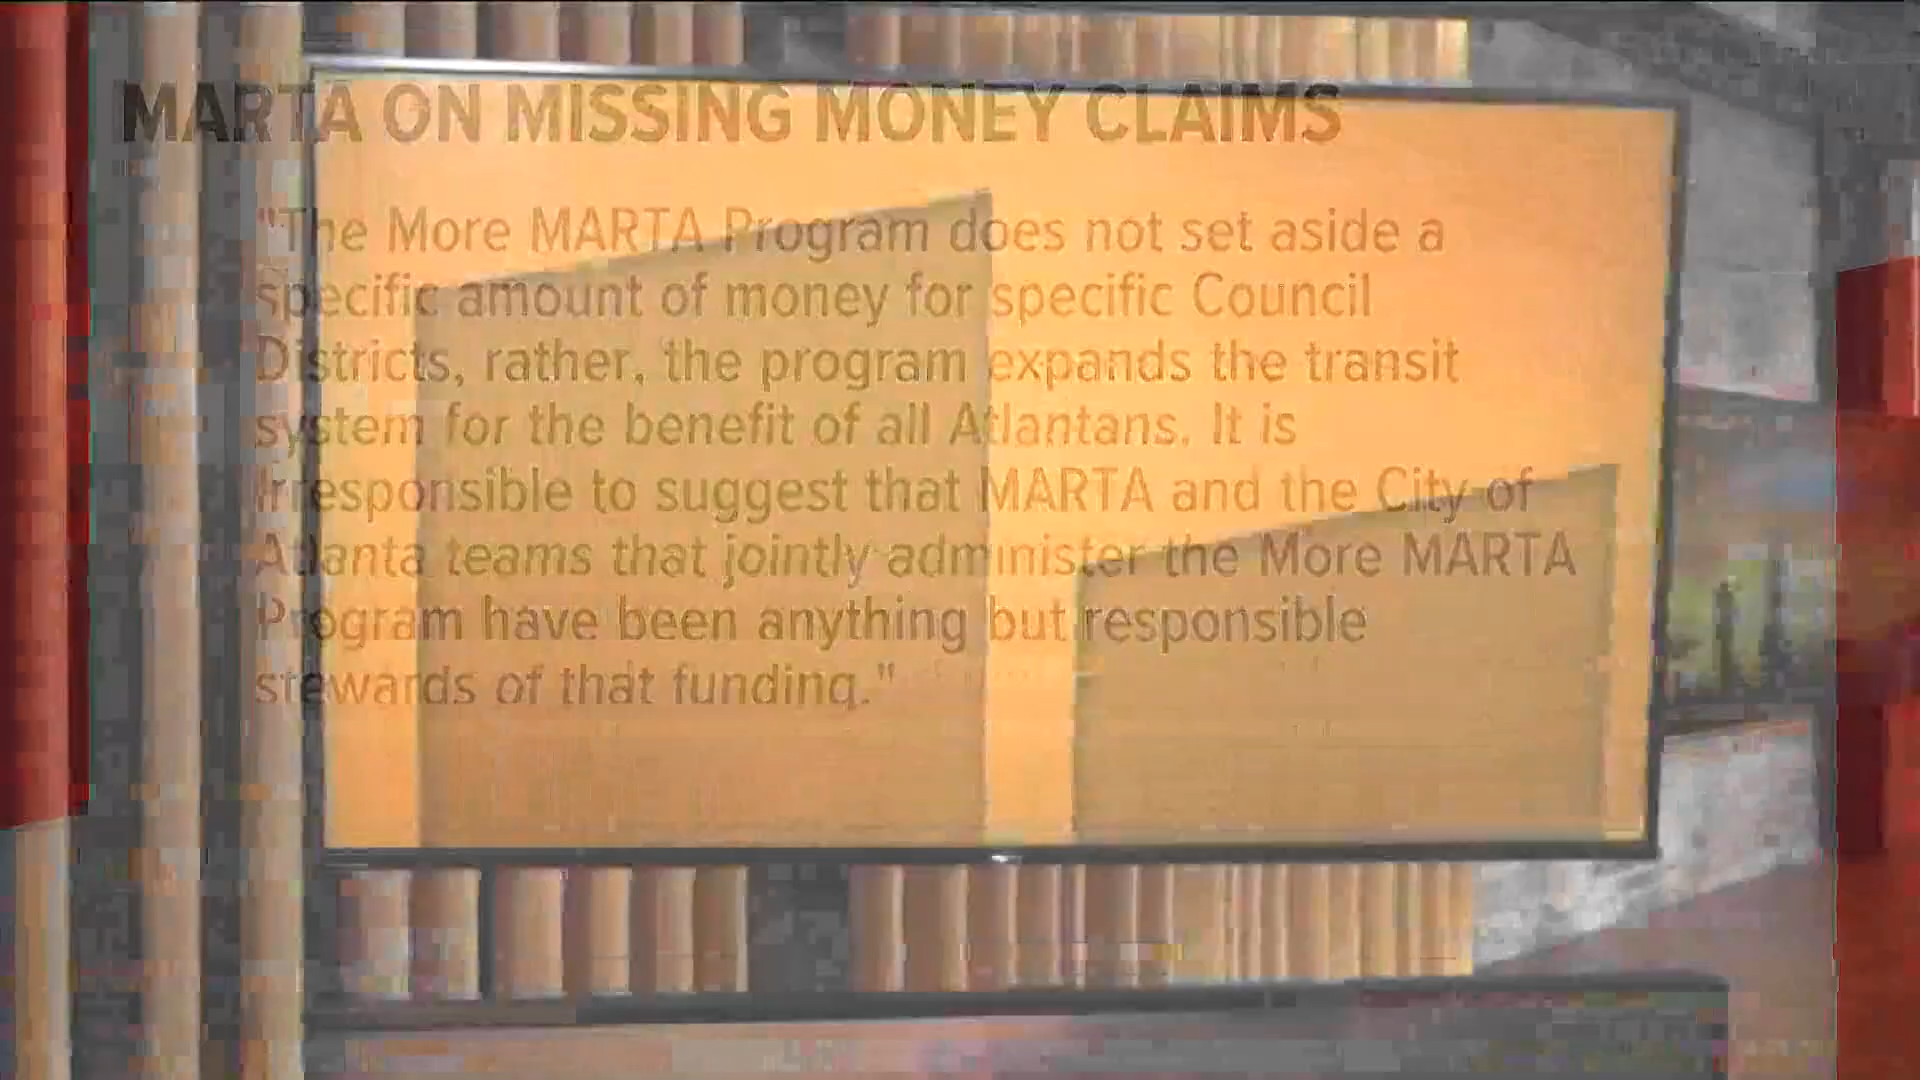 MARTA ON MISSING MONEY CLAIMS
"The More MARTA Program does not set aside a
specific amount of money for specific Council
Districts, rather, the program expands the transit
system for the benefit of all Atlantans. It is
irresponsible to suggest that MARTA and the City of
Atlanta teams that jointly administer the More MARTA
Program have been anything but responsible
stewards of that funding."